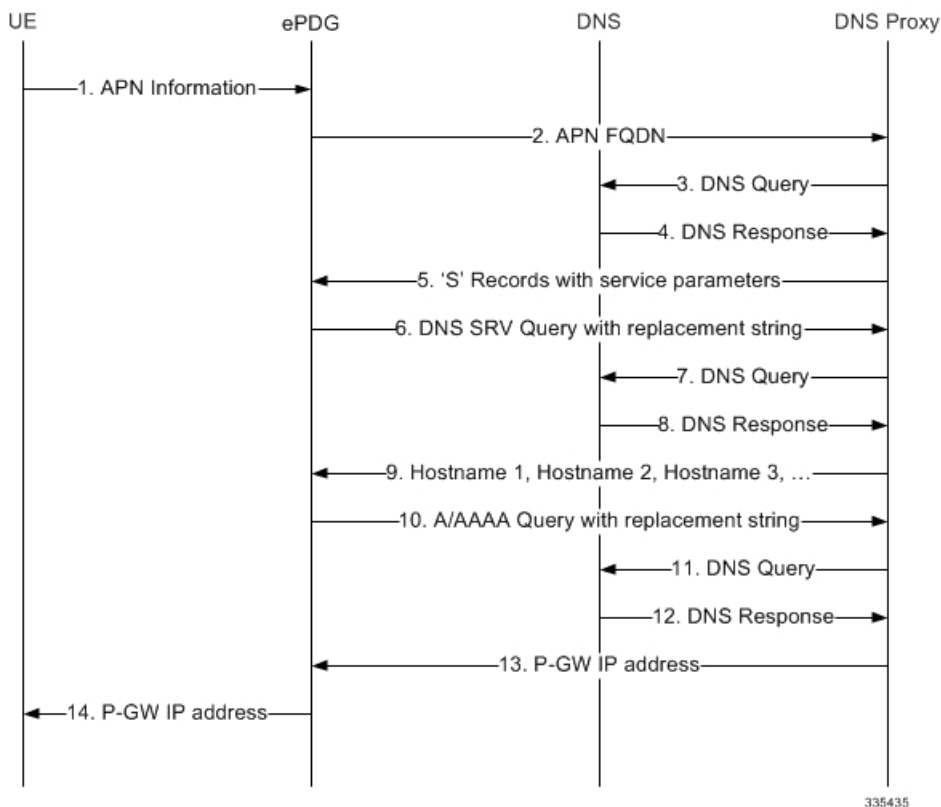 UE ePDG DNS DNS Proxy
1. APN Information
2. APN FQDN
3. DNS Query
4. DNS Response
5. ‘S’ Records with service parameters
6. DNS SRV Query with replacement string
7. DNS Query
8. DNS Response
9. Hostname 1, Hostname 2, Hostname 3, …
10. A/AAAA Query with replacement string
11. DNS Query
12. DNS Response
13. P-GW IP address
14. P-GW IP address
335435